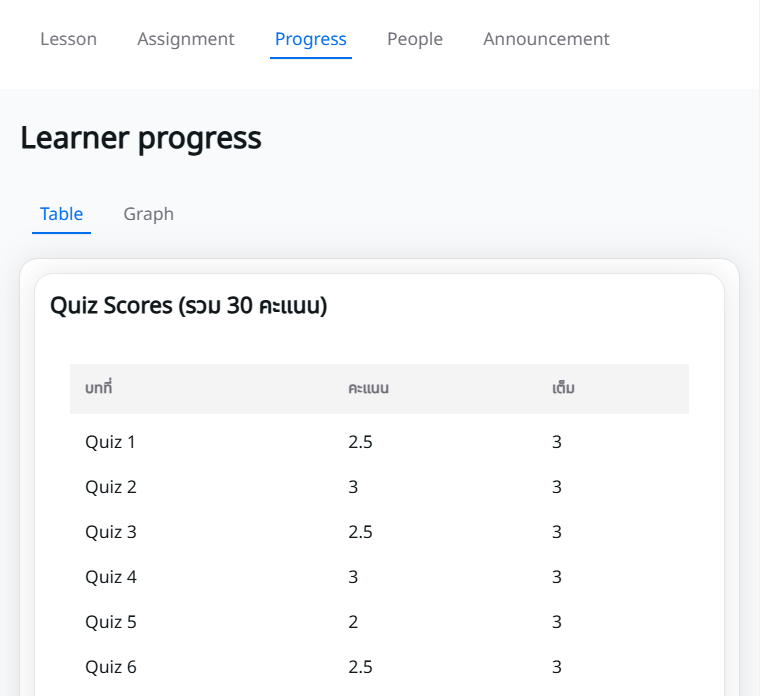 Lesson Assignment Progress People Announcement
Learner progress
Table Graph
Quiz Scores (รวม 30 คะแนน)
บทที่ คะแนน เต็ม
Quiz 1 2.5 3
Quiz 2 3 3
Quiz 3 2.5 3
Quiz 4 3 3
Quiz 5 2 3
Quiz 6 2.5 3